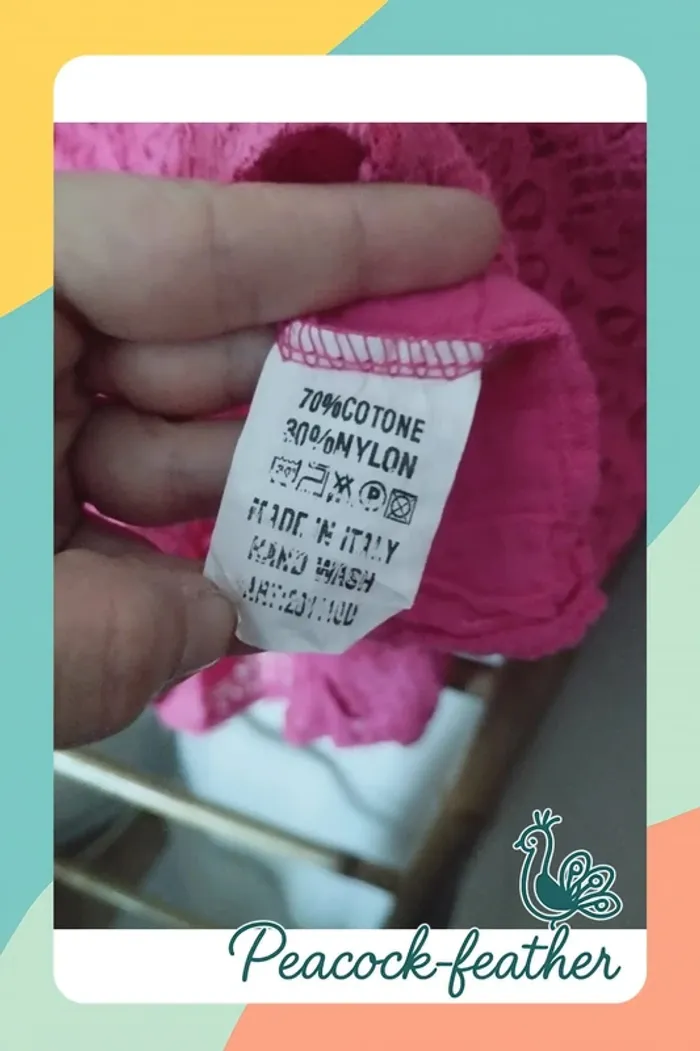 70%COTONE
30%NYLON
MADE IN ITALY
HAND WASH
Peacock-feather